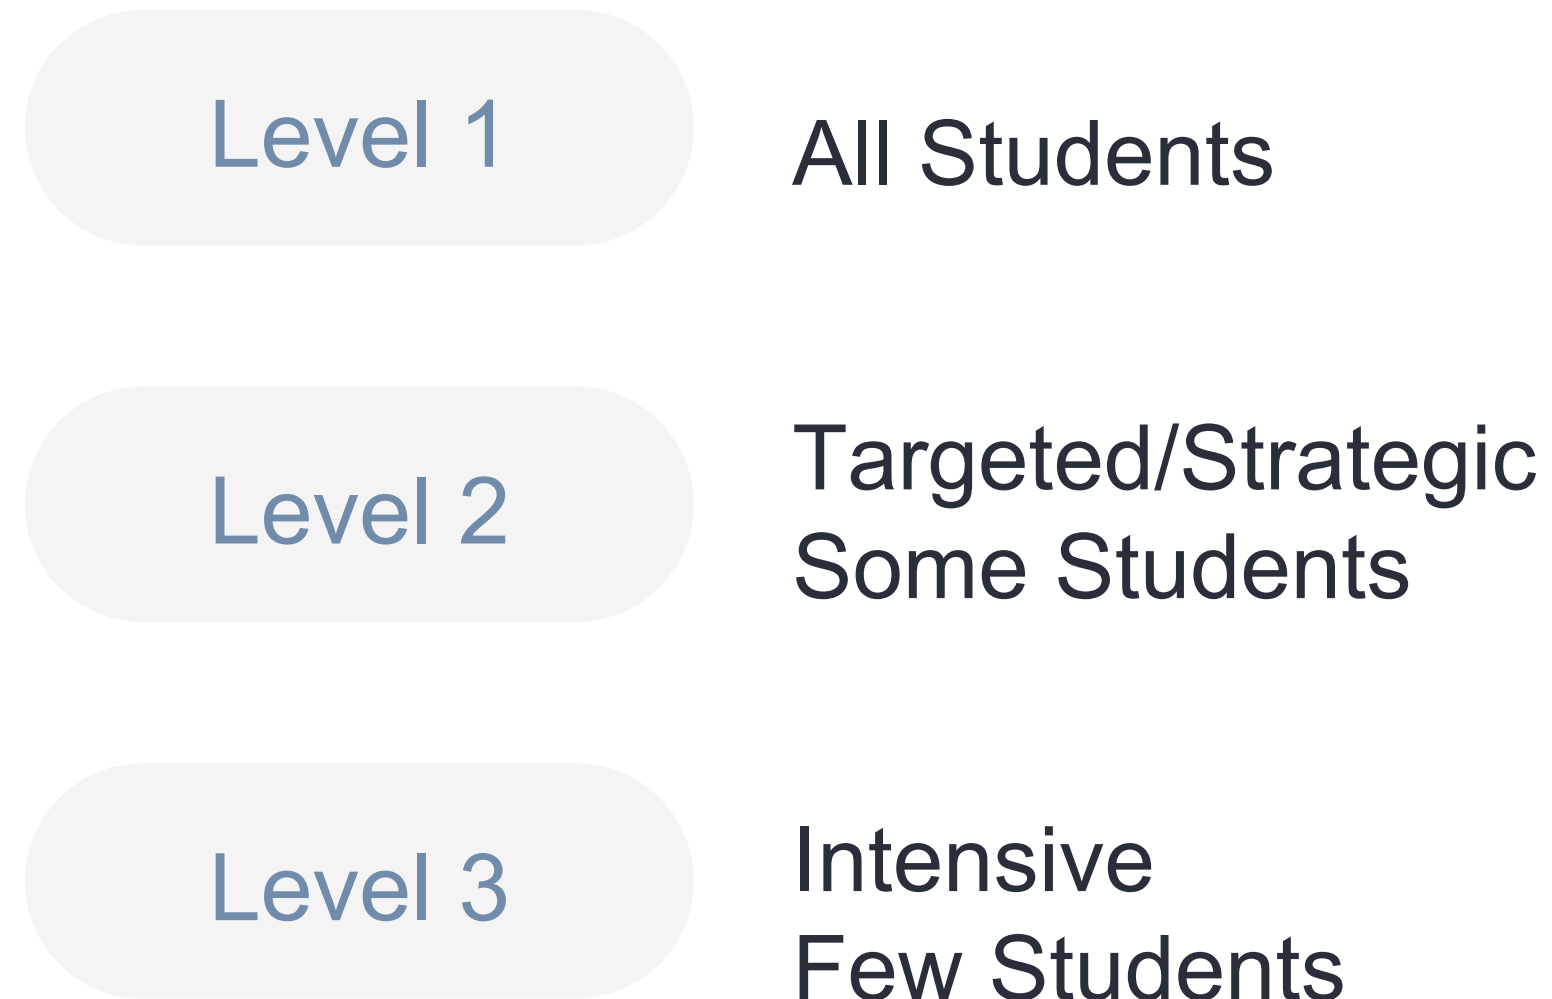 Level 1
All Students
Level 2
Targeted/Strategic
Some Students
Level 3
Intensive
Few Students